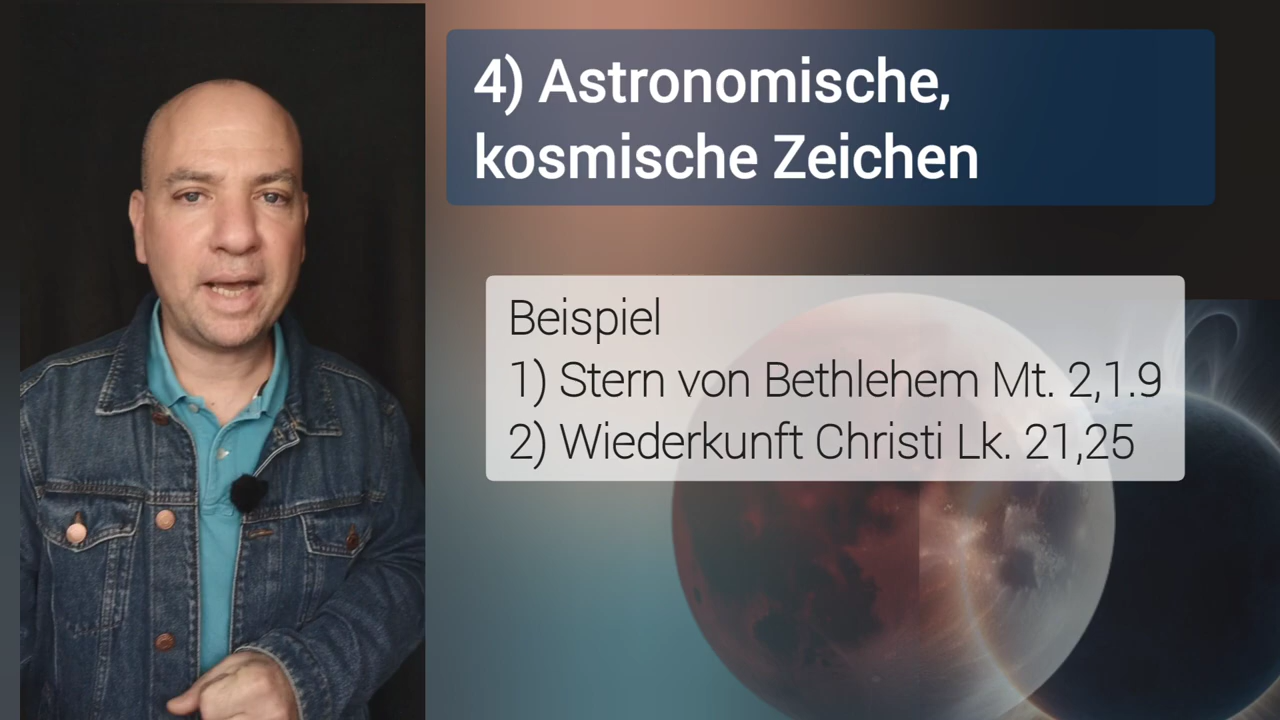 4) Astronomische,
kosmische Zeichen
Beispiel
1) Stern von Bethlehem Mt. 2,1.9
2) Wiederkunft Christi Lk. 21,25